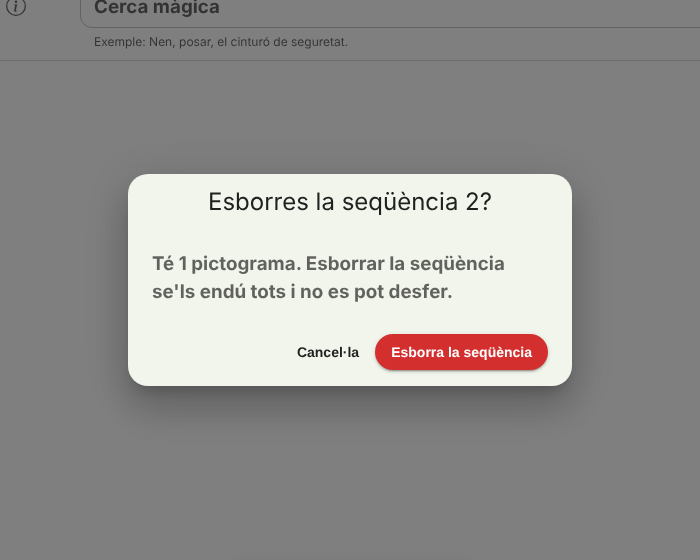 Cerca màgica
Exemple: Nen, posar, el cinturó de seguretat.
Esborres la seqüència 2?
Té 1 pictograma. Esborrar la seqüència
se'ls endú tots i no es pot desfer.
Cancel·la
Esborra la seqüència